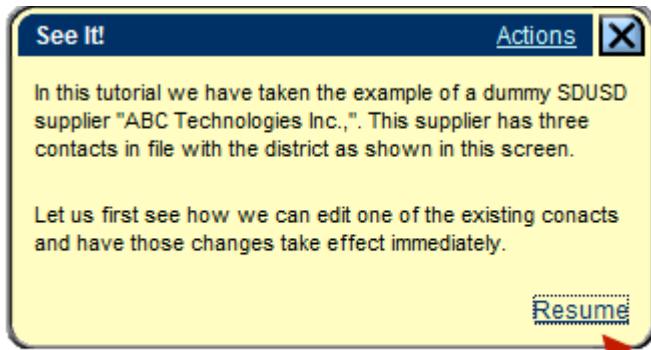 See It! Actions
In this tutorial we have taken the example of a dummy SDUSD
supplier "ABC Technologies Inc.,". This supplier has three
contacts in file with the district as shown in this screen.
Let us first see how we can edit one of the existing conacts
and have those changes take effect immediately.
Resume